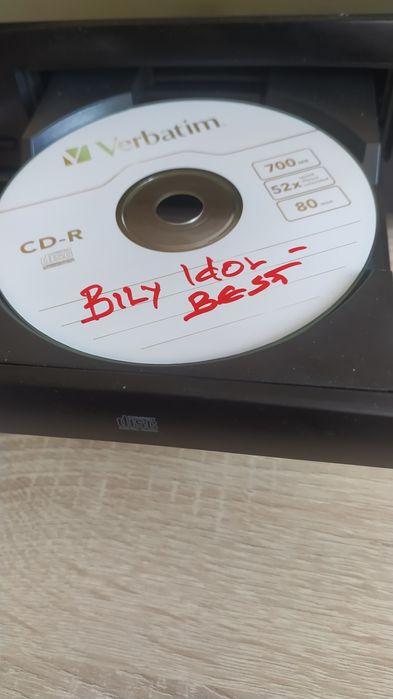 Verbatim
700 MB
52x
80 min
CD-R
BILY IDOL -
BEST